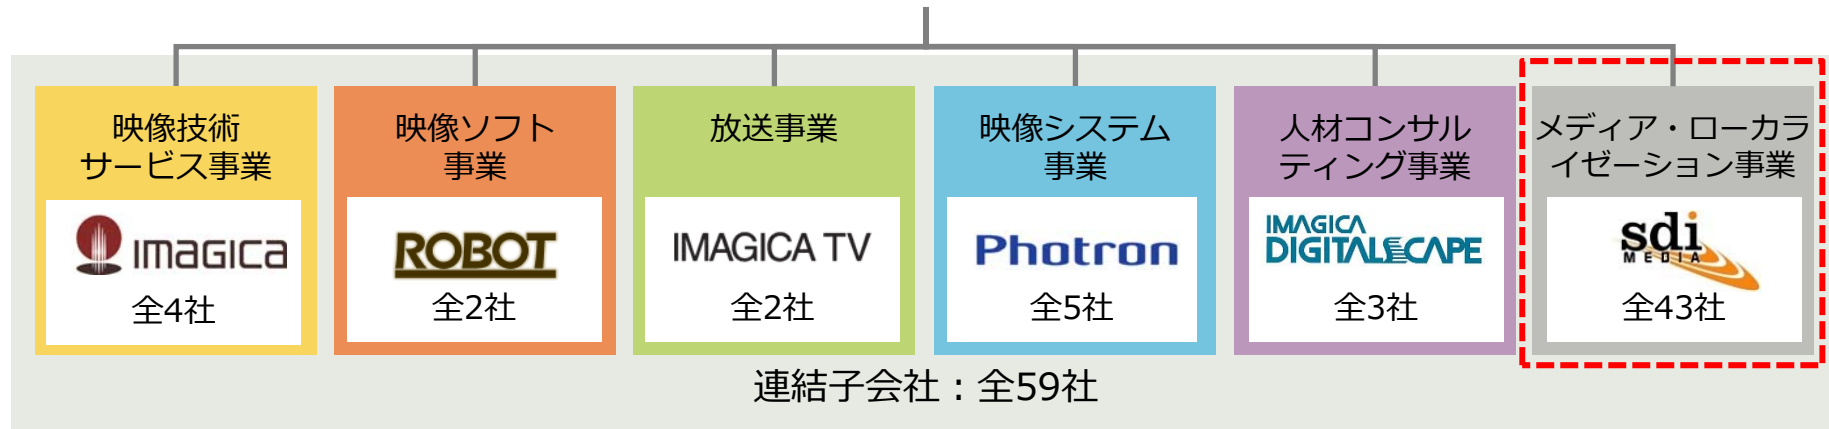 映像技術
サービス事業
IMAGICA
全4社
映像ソフト
事業
ROBOT
全2社
放送事業
IMAGICA TV
全2社
映像システム
事業
Photron
全5社
人材コンサル
ティング事業
IMAGICA
DIGITALSCAPE
全3社
メディア・ローカラ
イゼーション事業
sdi
MEDIA
全43社
連結子会社：全59社